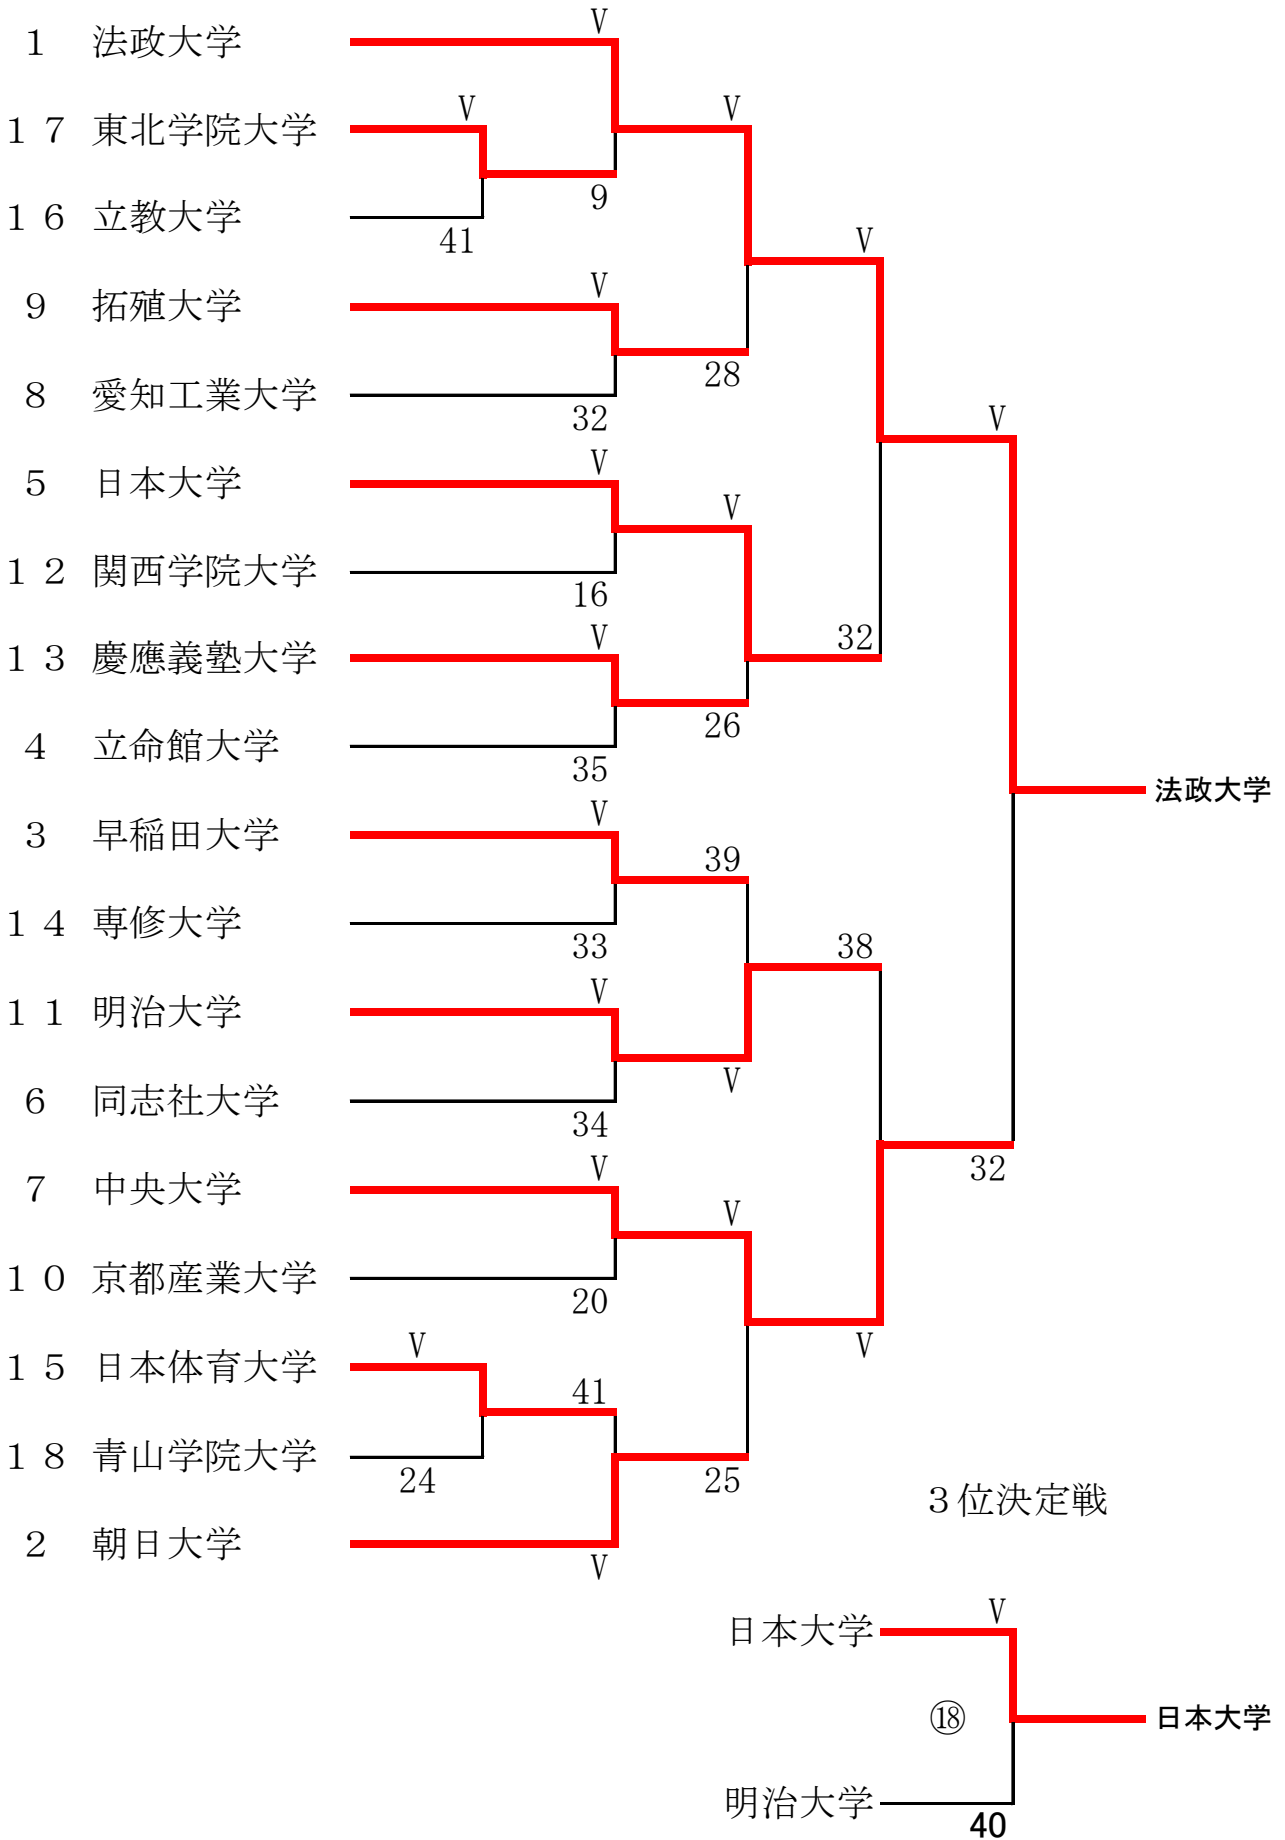 V
１ 法政大学
V
V
１７ 東北学院大学
9
１６ 立教大学
41
V
V
９ 拓殖大学
28
８ 愛知工業大学
32
V
V
５ 日本大学
V
１２ 関西学院大学
16
V
32
１３ 慶應義塾大学
26
４ 立命館大学
35
法政大学
V
３ 早稲田大学
39
１４ 専修大学
33
38
V
１１ 明治大学
V
６ 同志社大学
34
V
32
７ 中央大学
V
１０ 京都産業大学
20
V
V
１５ 日本体育大学
41
１８ 青山学院大学
24
25
３位決定戦
２ 朝日大学
V
V
日本大学
⑱
日本大学
明治大学
40